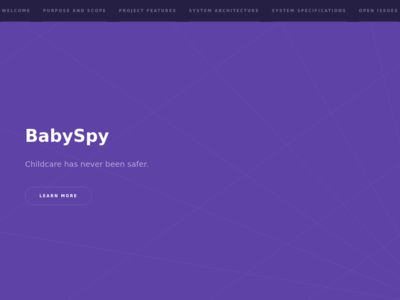 WELCOME PURPOSE AND SCOPE PROJECT FEATURES SYSTEM ARCHITECTURE SYSTEM SPECIFICATIONS OPEN ISSUES
BabySpy
Childcare has never been safer.
LEARN MORE